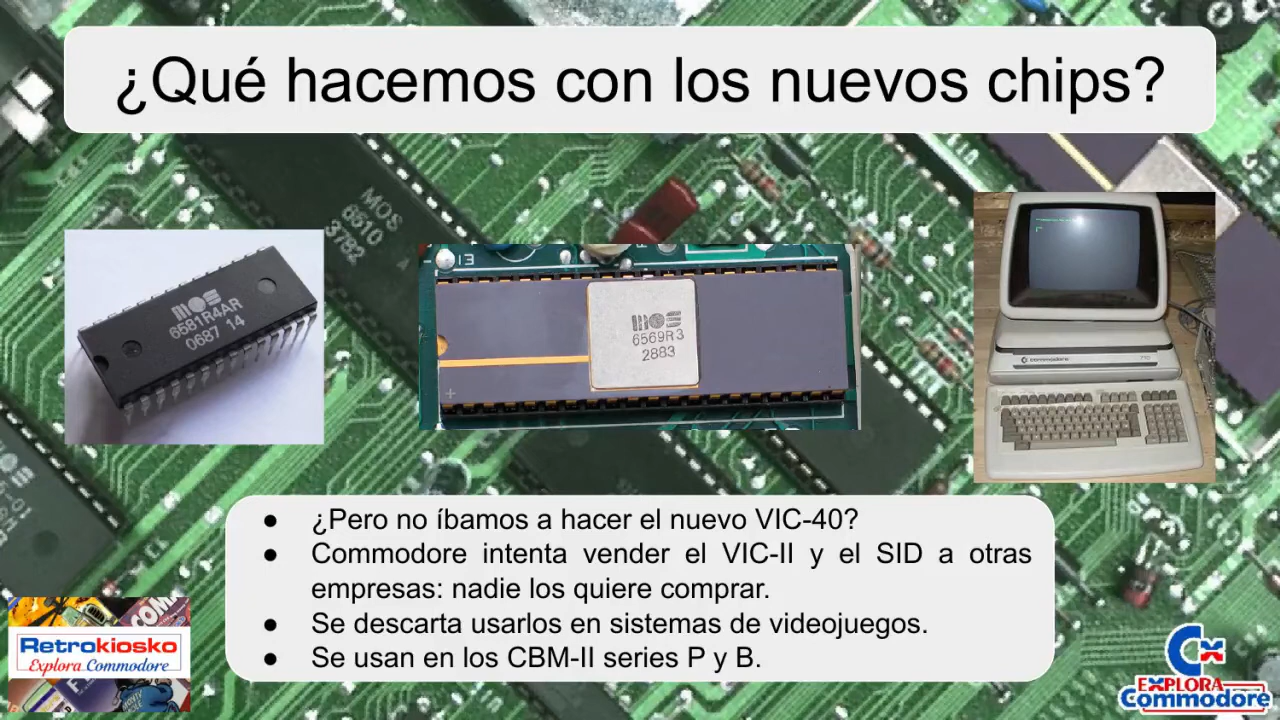 ¿Qué hacemos con los nuevos chips?
MOS
6510
3782
mos
6581R4AR
0687 14
13
mos
6569R3
2883
commodore 710
● ¿Pero no íbamos a hacer el nuevo VIC-40?
● Commodore intenta vender el VIC-II y el SID a otras
empresas: nadie los quiere comprar.
● Se descarta usarlos en sistemas de videojuegos.
● Se usan en los CBM-II series P y B.
Retrokiosko
Explora Commodore
EXPLORA
Commodore